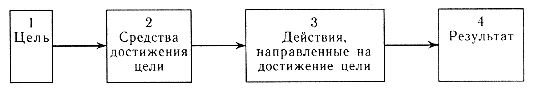 1
Цель
2
Средства
достижения
цели
3
Действия,
направленные на
достижение цели
4
Результат